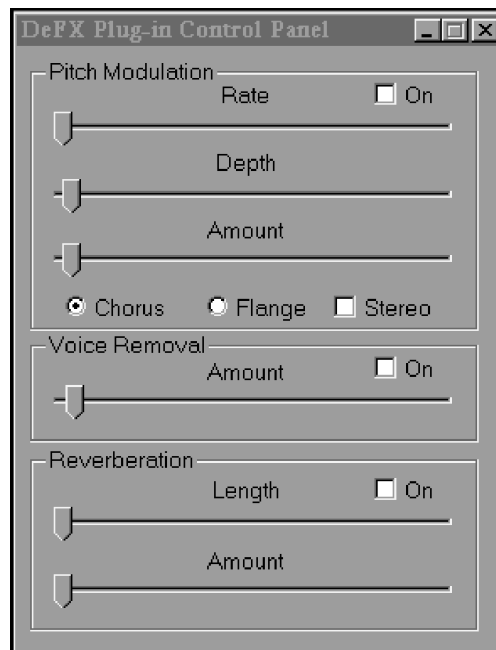 DeFX Plug-in Control Panel
Pitch Modulation
Rate
On
Depth
Amount
Chorus Flange Stereo
Voice Removal
Amount
On
Reverberation
Length
On
Amount